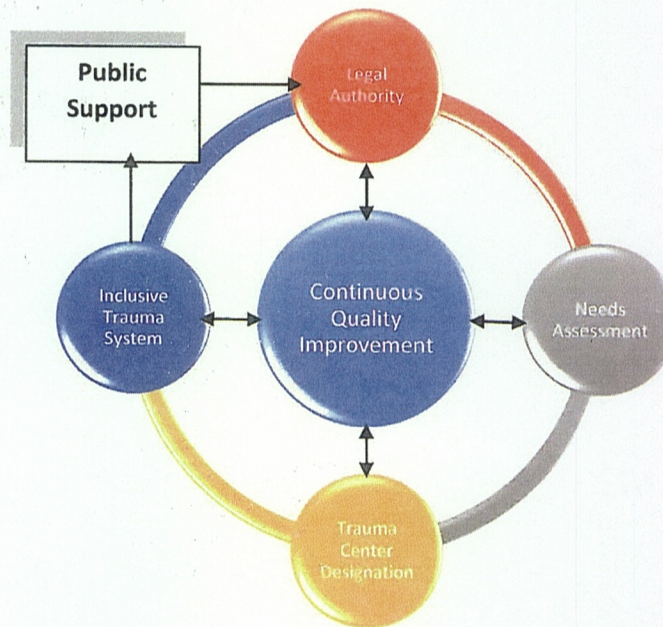 Public
Support
Legal
Authority
Inclusive
Trauma
System
Continuous
Quality
Improvement
Needs
Assessment
Trauma
Center
Designation